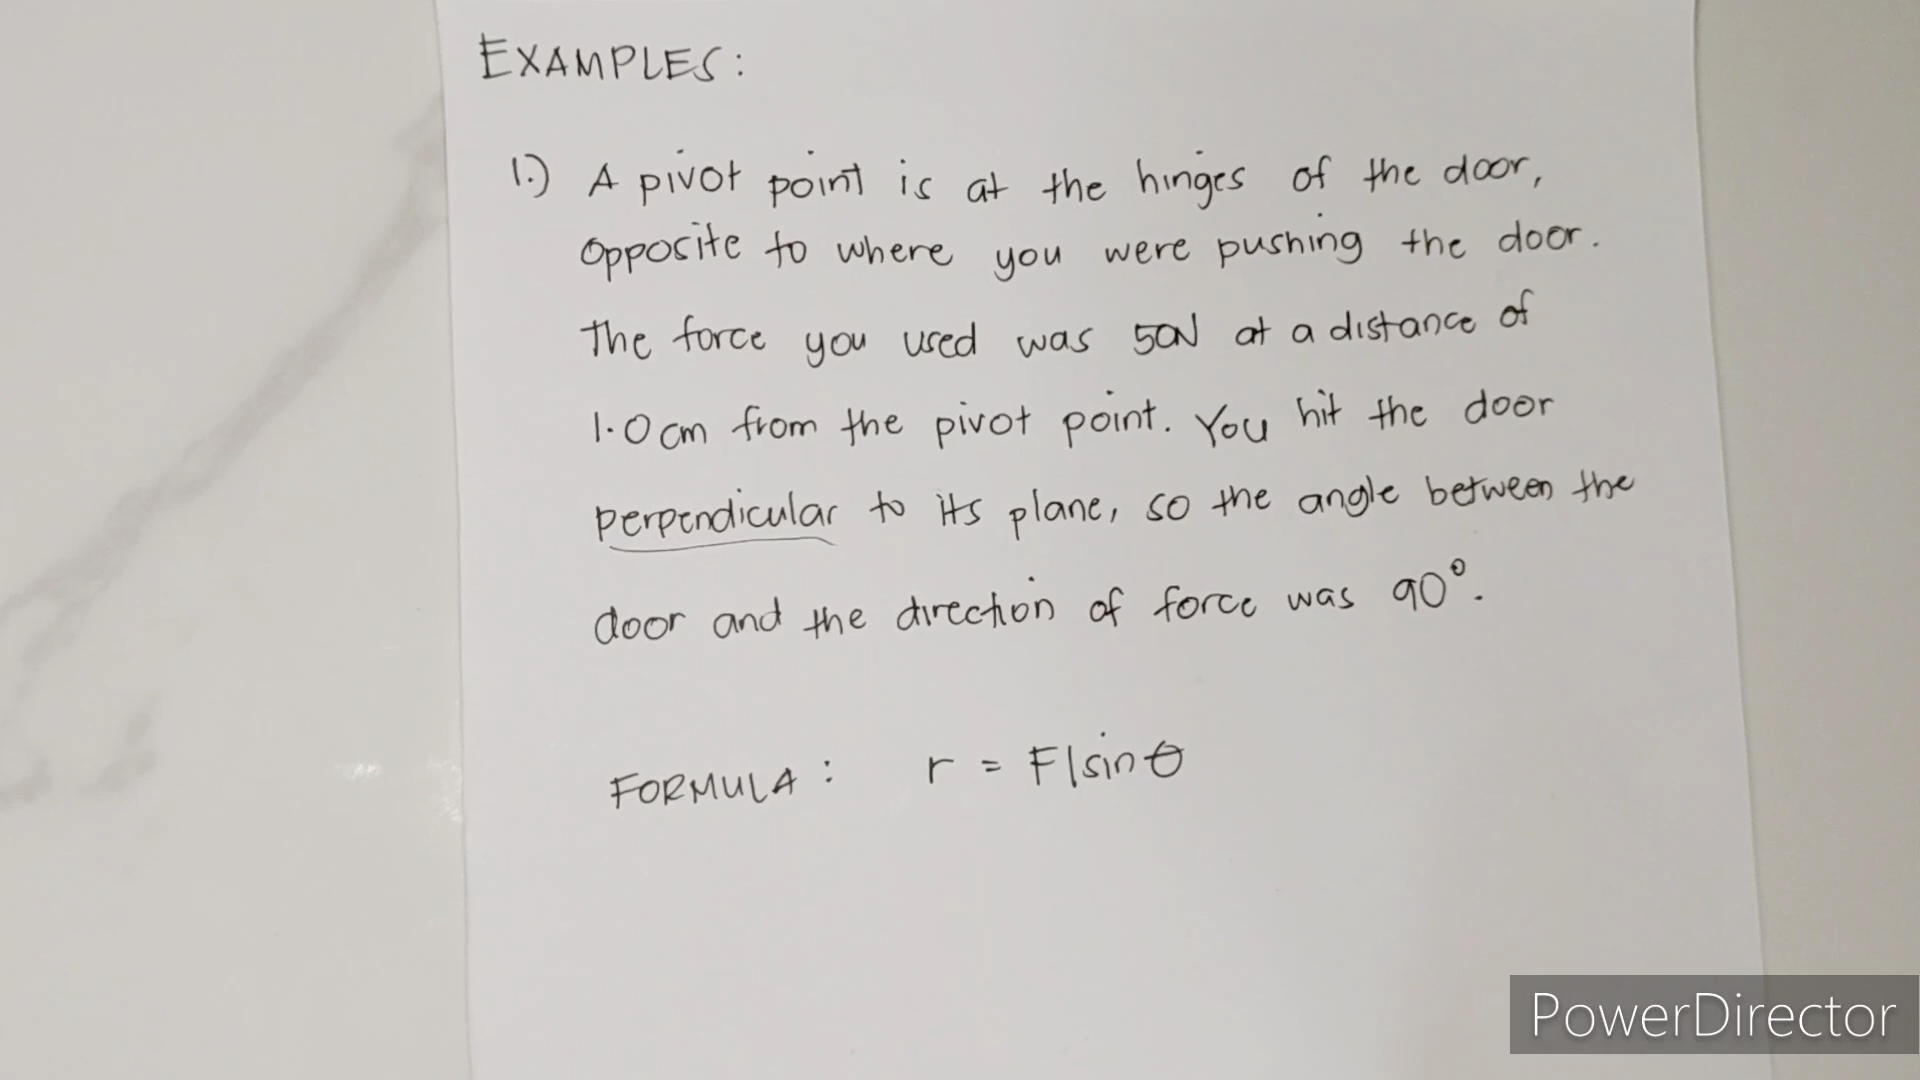 EXAMPLES:
1.) A pivot point is at the hinges of the door,
opposite to where you were pushing the door.
The force you used was 50N at a distance of
1.0cm from the pivot point. You hit the door
perpendicular to its plane, so the angle between the
door and the direction of force was 90°.
FORMULA: r = Flsinθ
PowerDirector